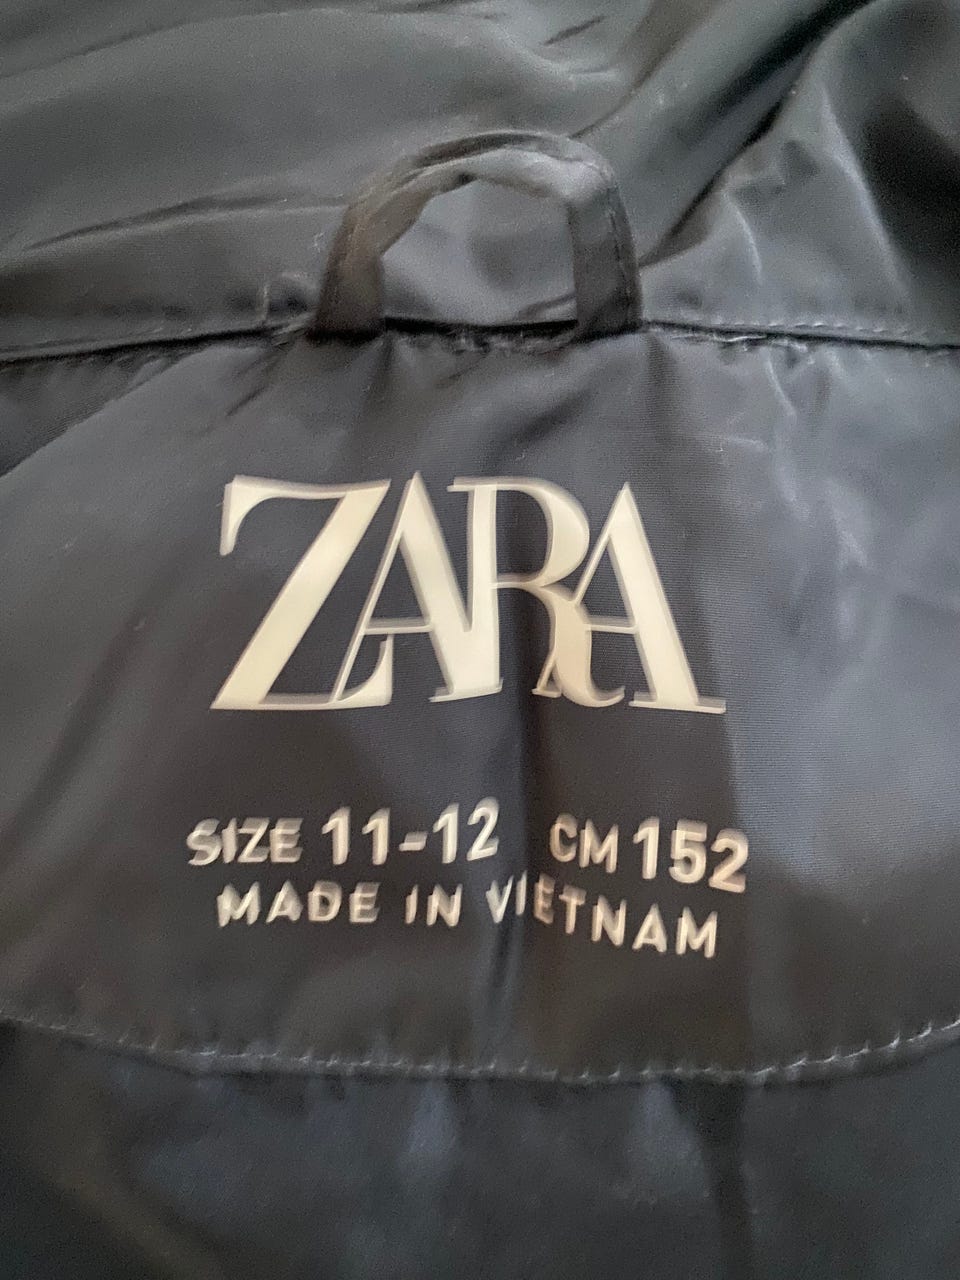 ZARA
SIZE 11-12 CM 152
MADE IN VIETNAM